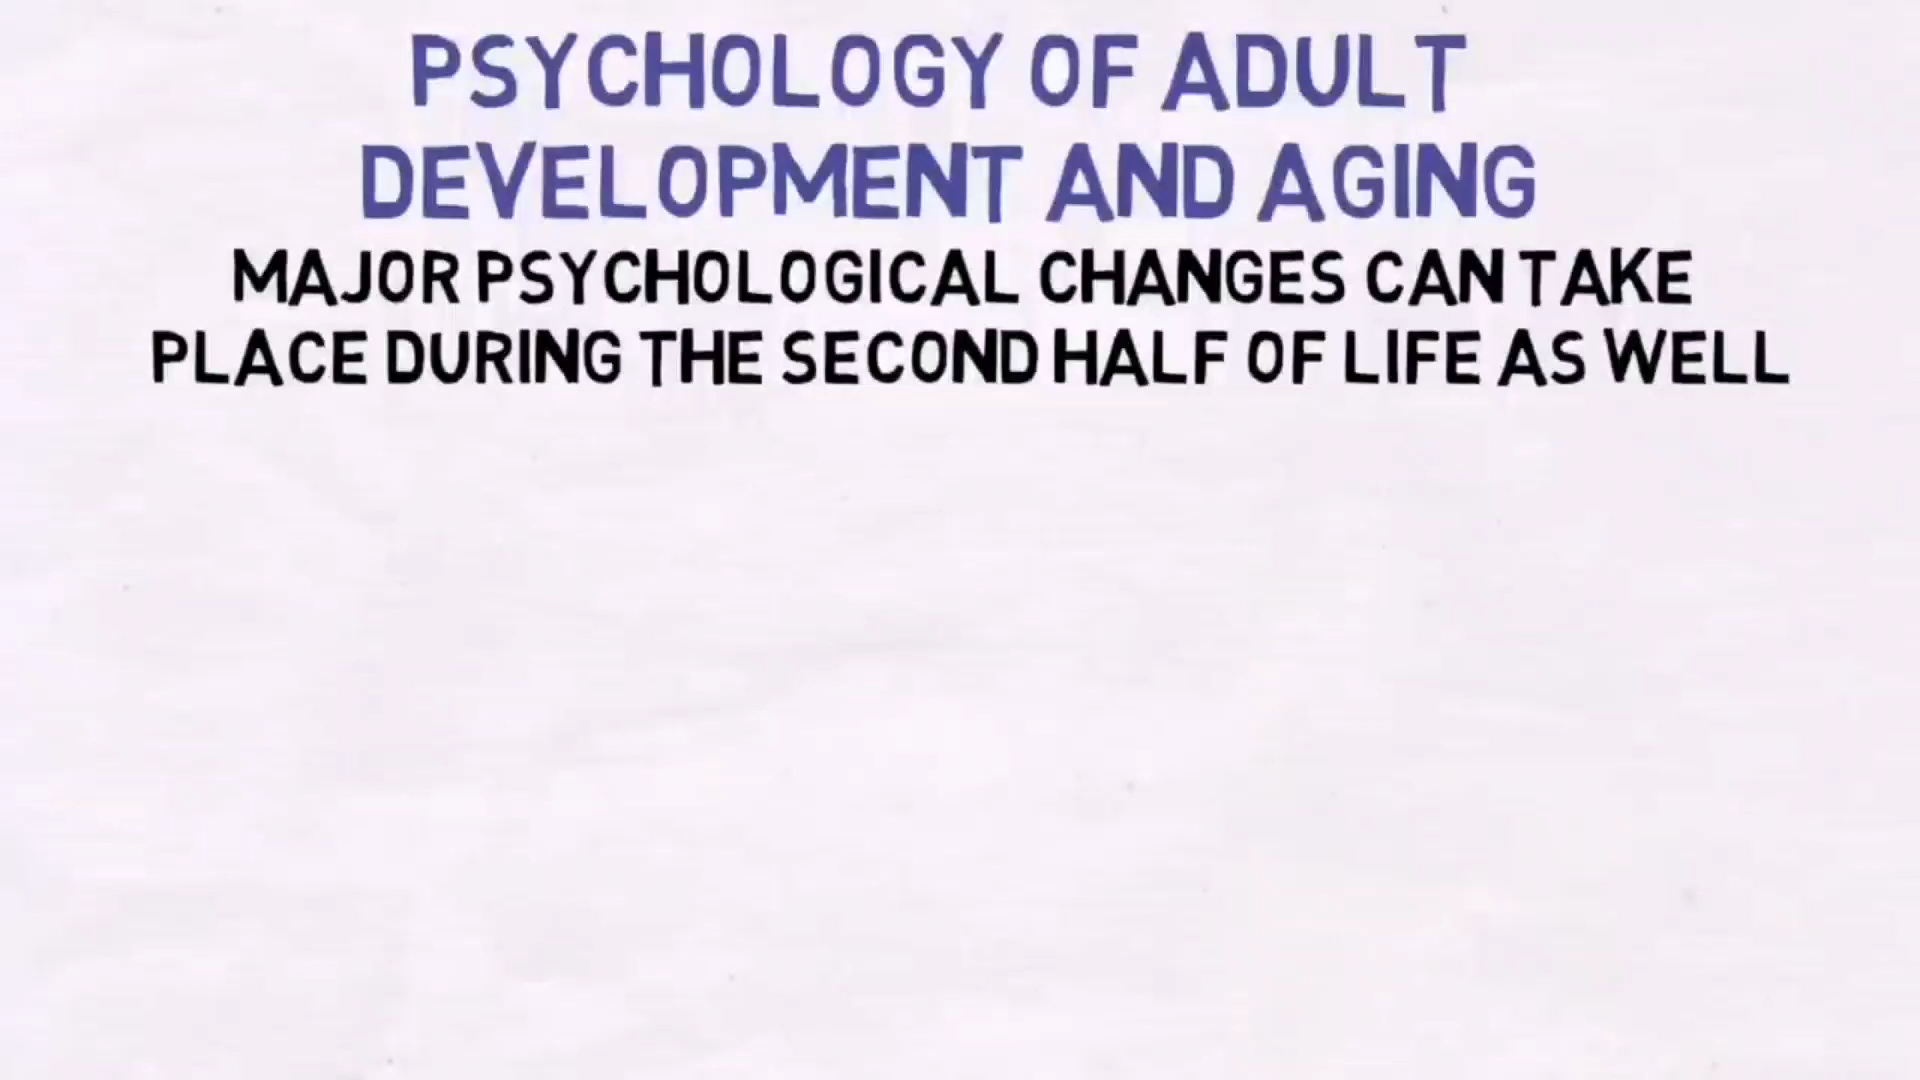 PSYCHOLOGY OF ADULT
DEVELOPMENT AND AGING
MAJOR PSYCHOLOGICAL CHANGES CAN TAKE
PLACE DURING THE SECOND HALF OF LIFE AS WELL